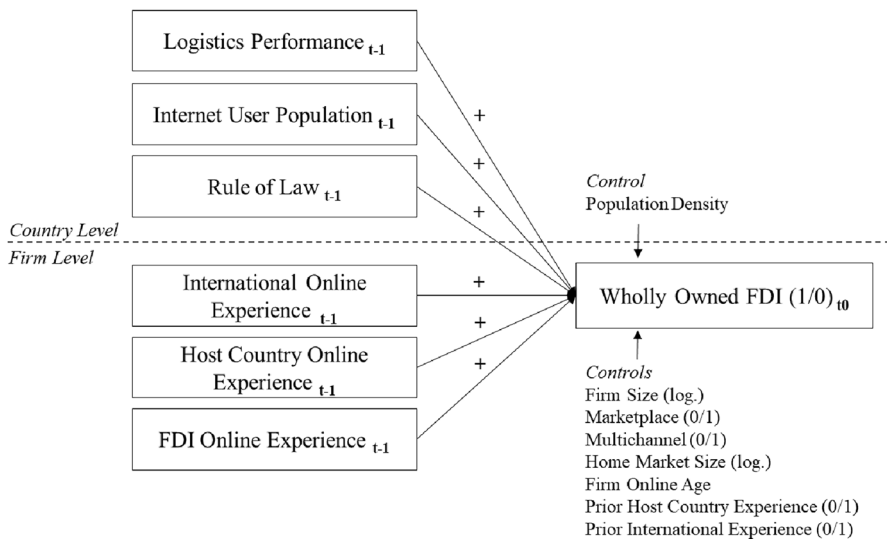 Logistics Performance t-1
Internet User Population t-1
Rule of Law t-1
+
+
+
Control
Population Density
Country Level
Firm Level
International Online
Experience t-1
Host Country Online
Experience t-1
FDI Online Experience t-1
+
+
+
Wholly Owned FDI (1/0) t0
Controls
Firm Size (log.)
Marketplace (0/1)
Multichannel (0/1)
Home Market Size (log.)
Firm Online Age
Prior Host Country Experience (0/1)
Prior International Experience (0/1)